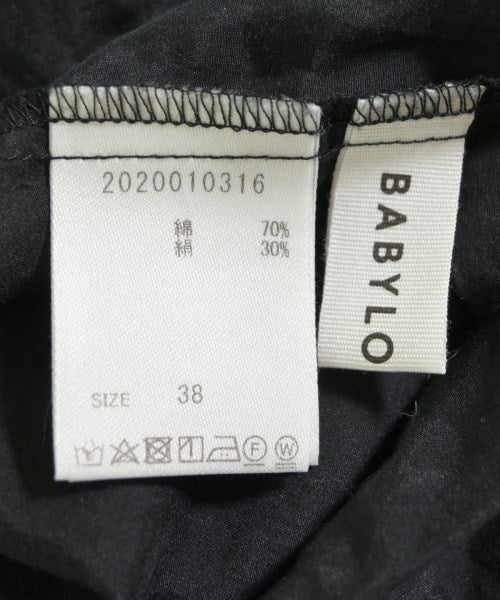 2020010316
綿 70%
絹 30%
SIZE 38
F W
BABYLO